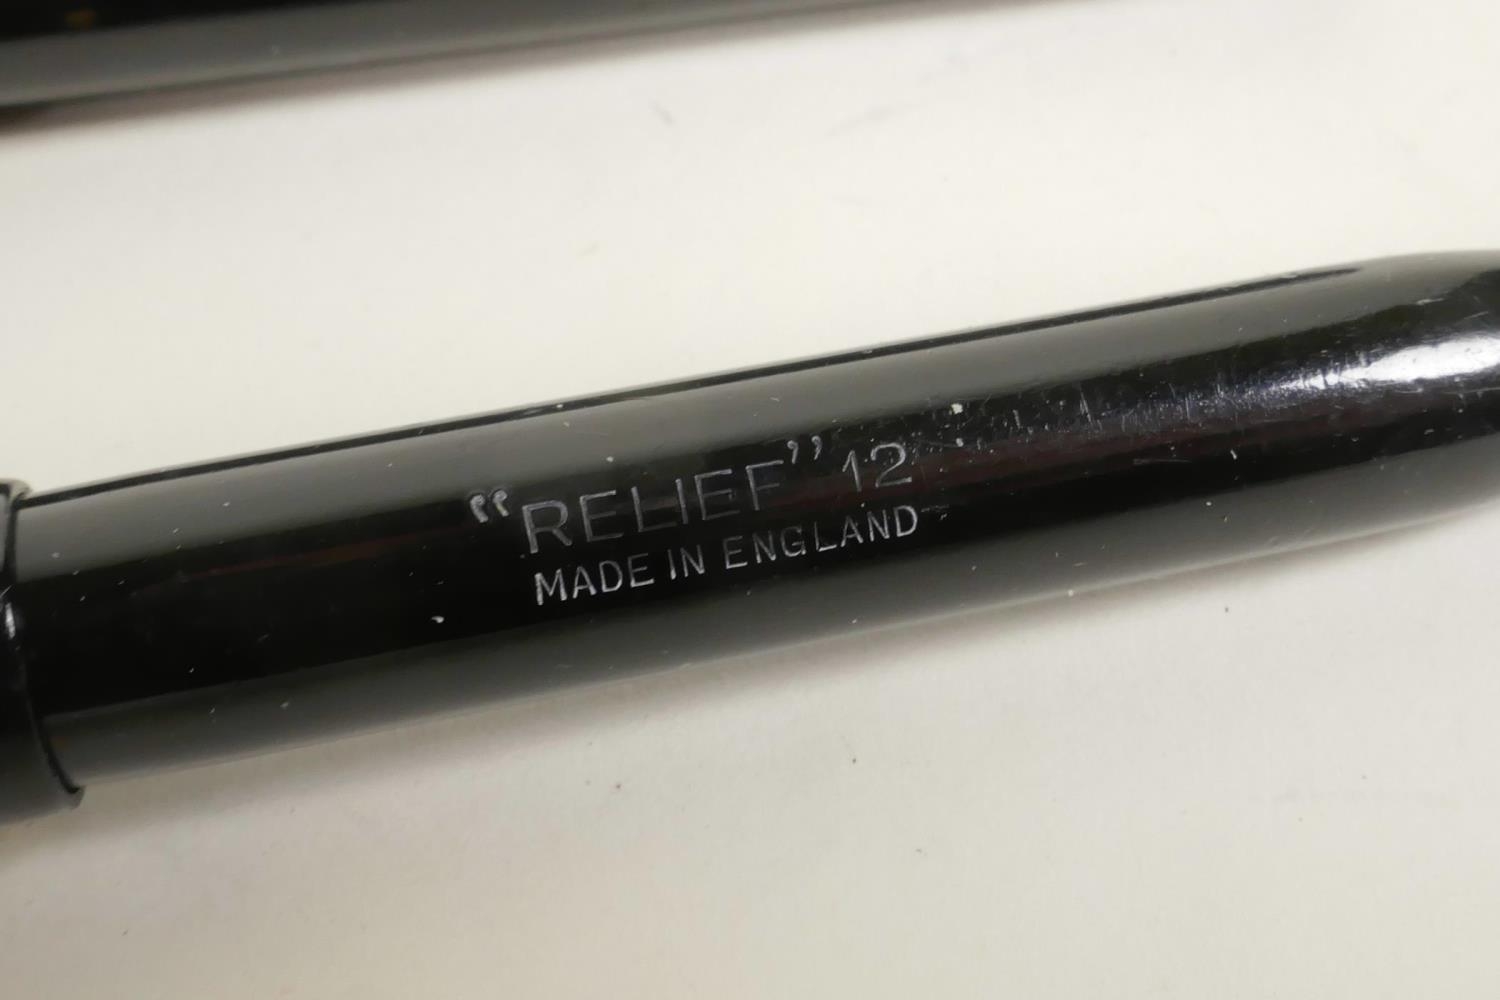 “RELIEF” 12
MADE IN ENGLAND